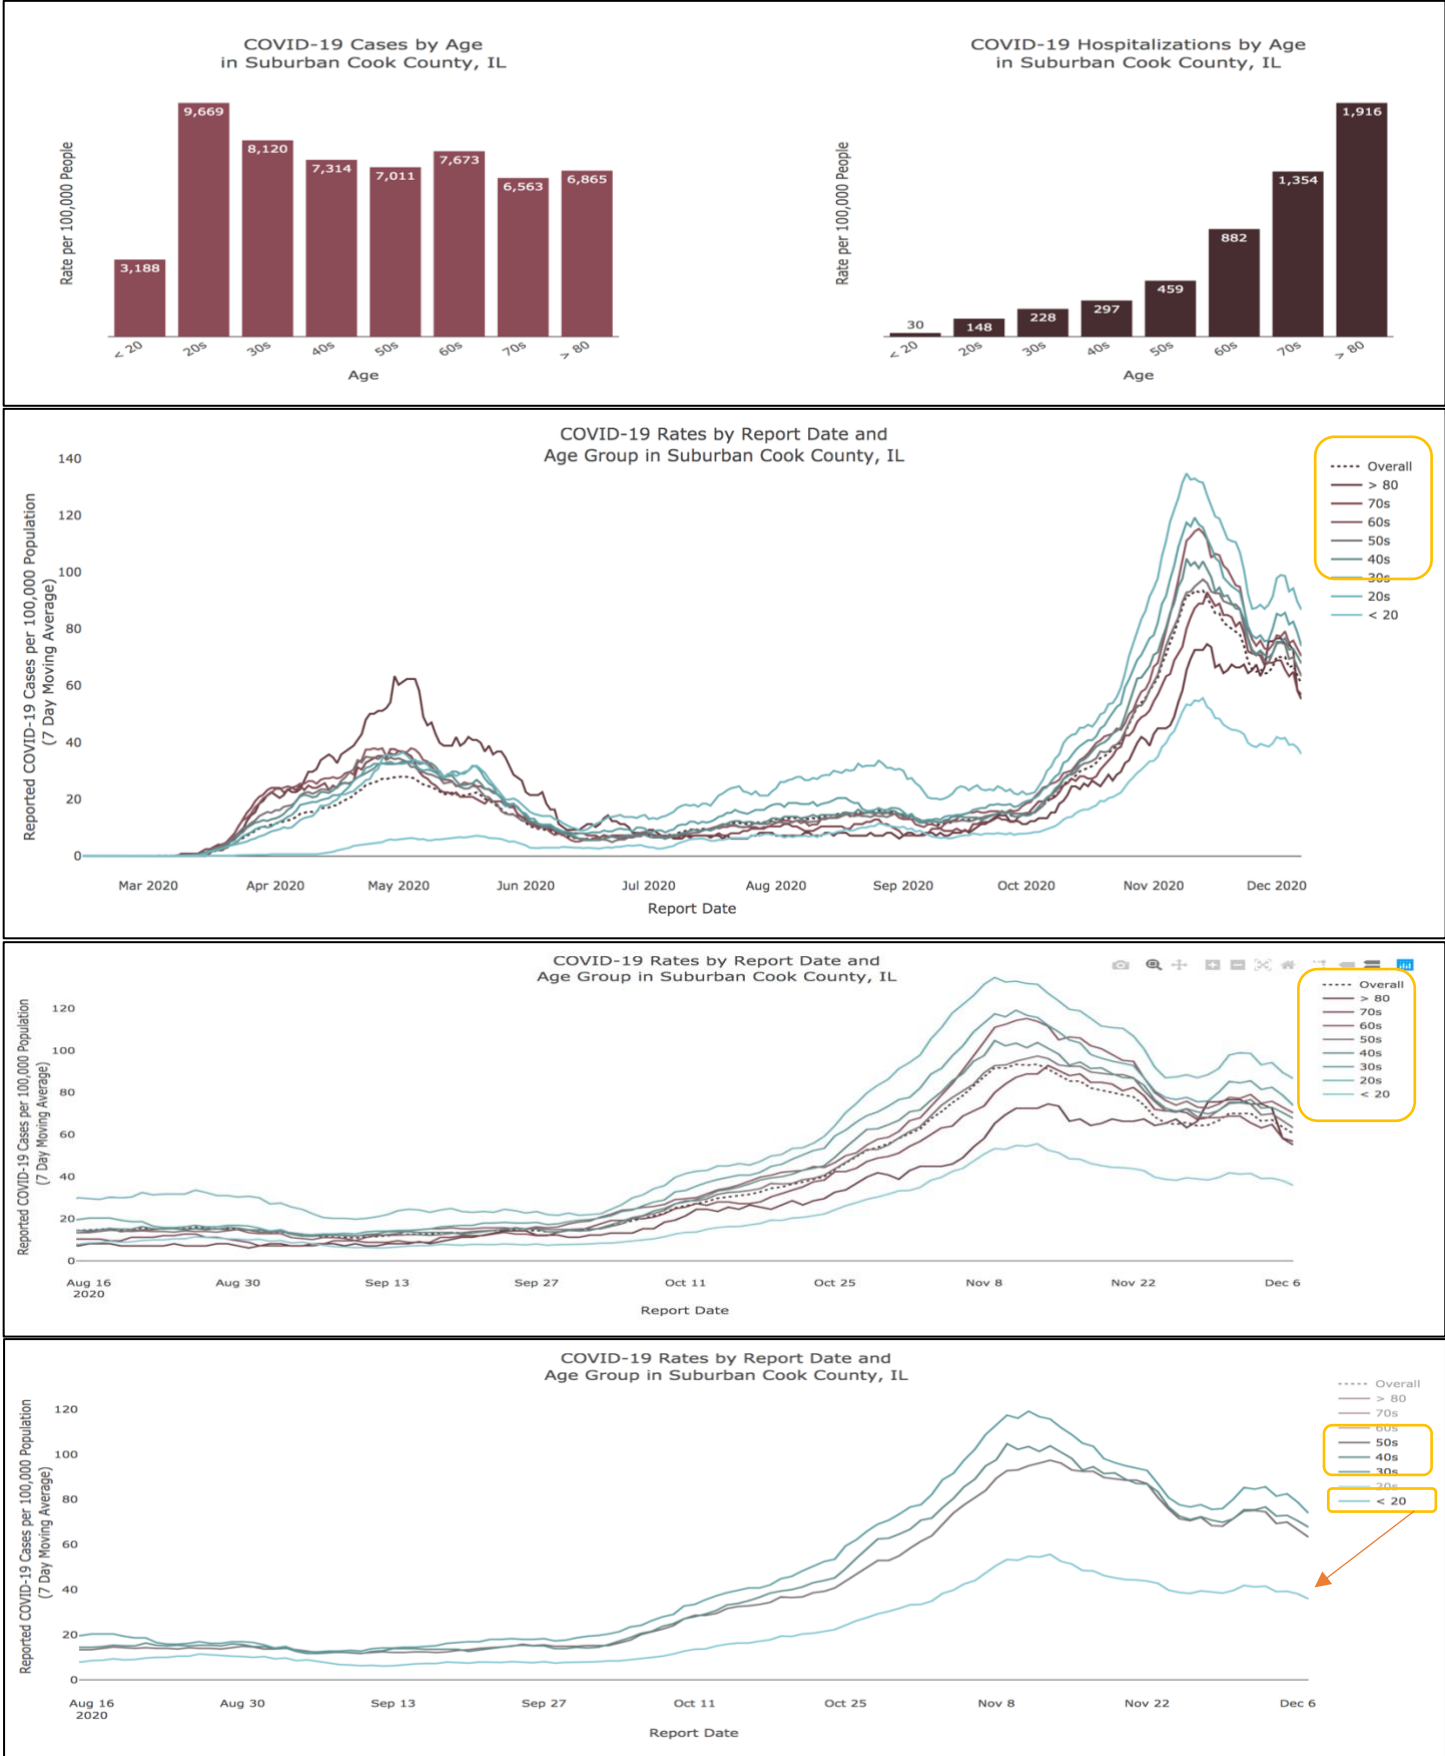 COVID-19 Cases by Age
in Suburban Cook County, IL
Rate per 100,000 People
3,188
9,669
8,120
7,314
7,011
7,673
6,563
6,865
< 20
20s
30s
40s
50s
60s
70s
> 80
Age
COVID-19 Hospitalizations by Age
in Suburban Cook County, IL
Rate per 100,000 People
30
148
228
297
459
882
1,354
1,916
< 20
20s
30s
40s
50s
60s
70s
> 80
Age
COVID-19 Rates by Report Date and
Age Group in Suburban Cook County, IL
Reported COVID-19 Cases per 100,000 Population
(7 Day Moving Average)
140
120
100
80
60
40
20
0
Mar 2020
Apr 2020
May 2020
Jun 2020
Jul 2020
Aug 2020
Sep 2020
Oct 2020
Nov 2020
Dec 2020
Report Date
Overall
> 80
70s
60s
50s
40s
30s
20s
< 20
COVID-19 Rates by Report Date and
Age Group in Suburban Cook County, IL
Reported COVID-19 Cases per 100,000 Population
(7 Day Moving Average)
120
100
80
60
40
20
0
Aug 16
2020
Aug 30
Sep 13
Sep 27
Oct 11
Oct 25
Nov 8
Nov 22
Dec 6
Report Date
Overall
> 80
70s
60s
50s
40s
30s
20s
< 20
COVID-19 Rates by Report Date and
Age Group in Suburban Cook County, IL
Reported COVID-19 Cases per 100,000 Population
(7 Day Moving Average)
120
100
80
60
40
20
0
Aug 16
2020
Aug 30
Sep 13
Sep 27
Oct 11
Oct 25
Nov 8
Nov 22
Dec 6
Report Date
Overall
> 80
70s
60s
50s
40s
30s
20s
< 20